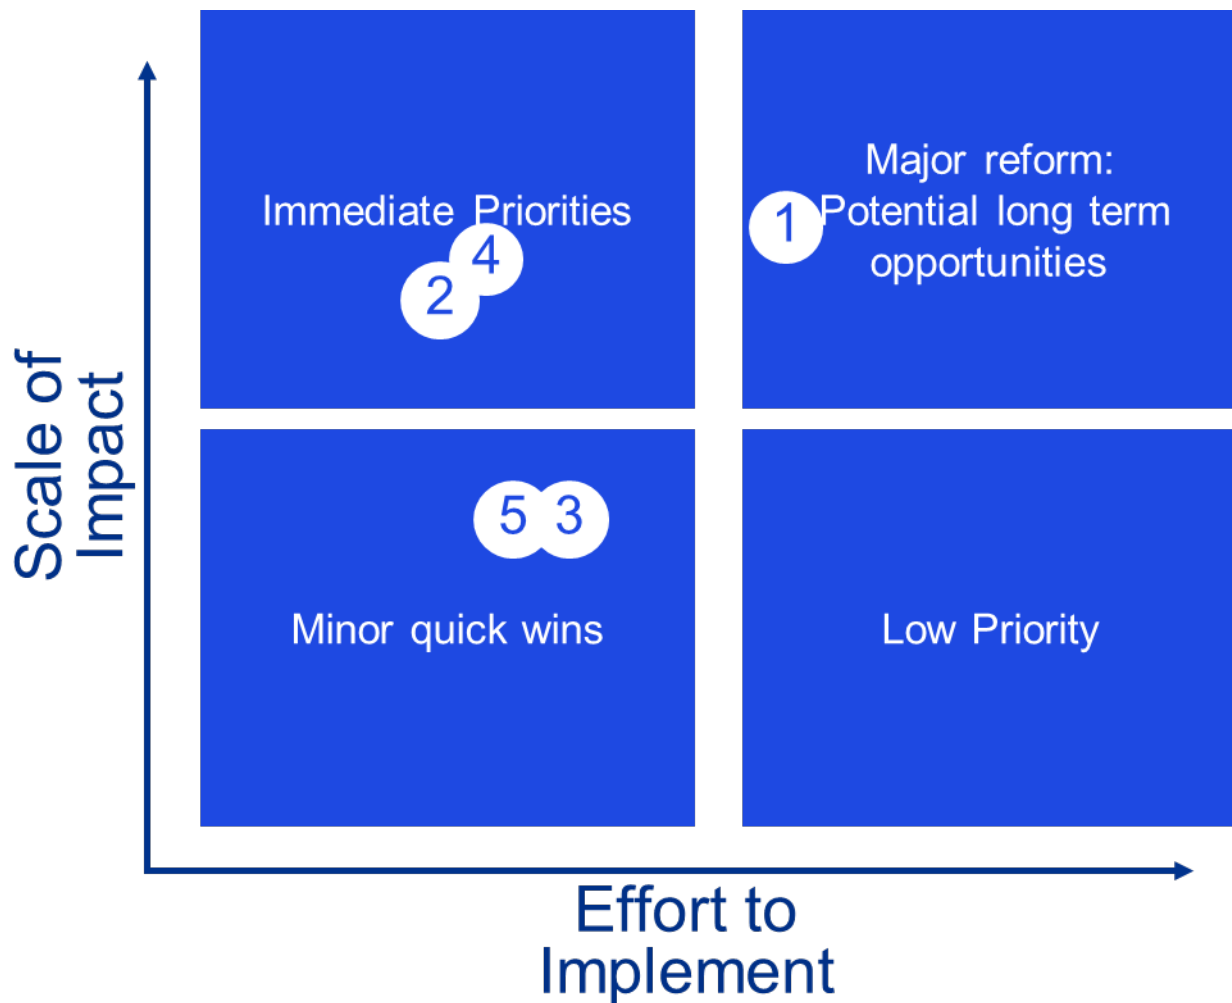 Scale of
Impact
Immediate Priorities
4
2
Major reform:
1
Potential long term
opportunities
5 3
Minor quick wins
Low Priority
Effort to
Implement